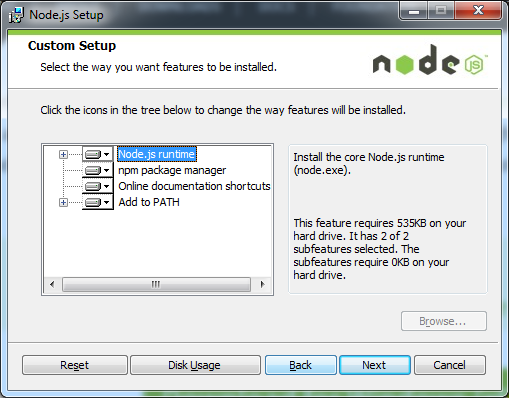 Node.js Setup
Custom Setup
Select the way you want features to be installed.
node JS
Click the icons in the tree below to change the way features will be installed.
Node.js runtime
npm package manager
Online documentation shortcuts
Add to PATH
Install the core Node.js runtime
(node.exe).
This feature requires 535KB on your
hard drive. It has 2 of 2
subfeatures selected. The
subfeatures require 0KB on your
hard drive.
Browse...
Reset
Disk Usage
Back
Next
Cancel